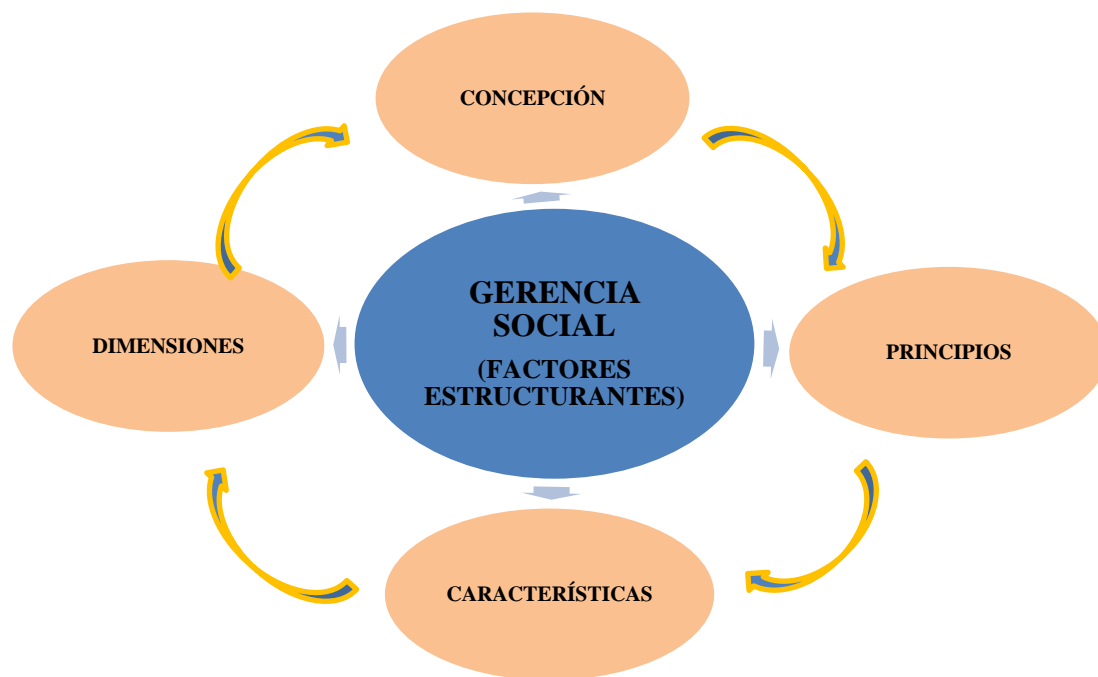 CONCEPCIÓN
GERENCIA
SOCIAL
(FACTORES
ESTRUCTURANTES)
DIMENSIONES
PRINCIPIOS
CARACTERÍSTICAS